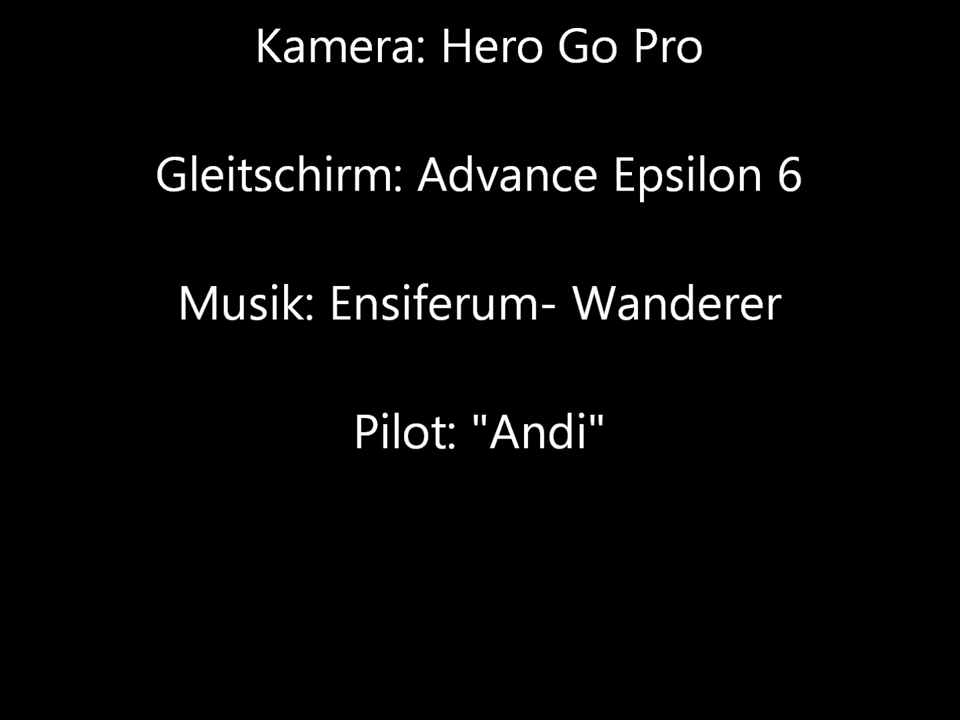 Kamera: Hero Go Pro
Gleitschirm: Advance Epsilon 6
Musik: Ensiferum- Wanderer
Pilot: "Andi"